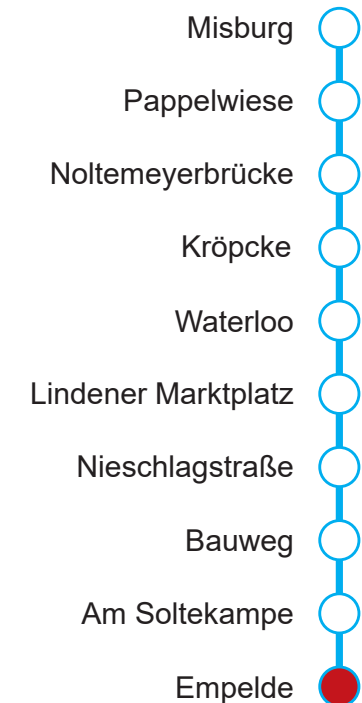 Misburg
Pappelwiese
Noltemeyerbrücke
Kröpcke
Waterloo
Lindener Marktplatz
Nieschlagstraße
Bauweg
Am Soltekampe
Empelde